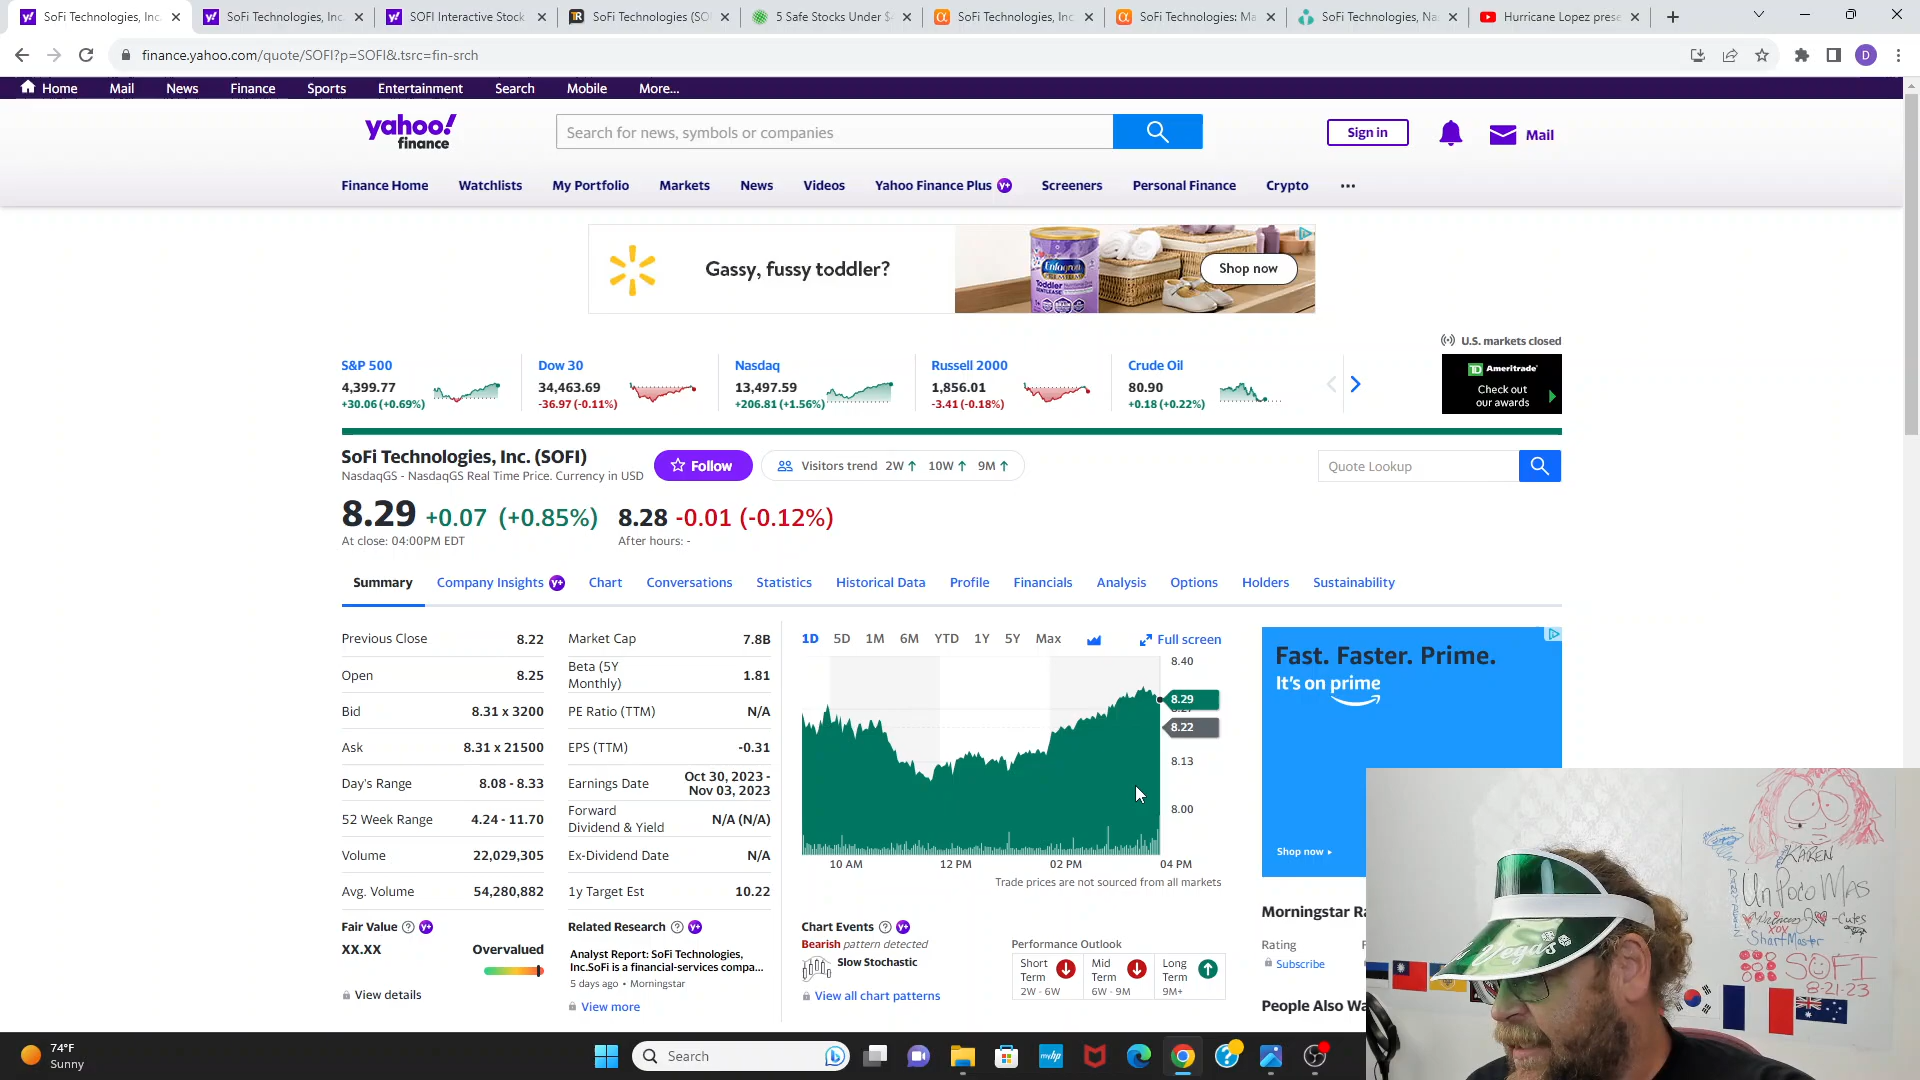 SoFi Technologies, Inc.
SoFi Technologies, Inc.
SOFI Interactive Stock
SoFi Technologies (SO
5 Safe Stocks Under $
SoFi Technologies, Inc.
SoFi Technologies: Ma
SoFi Technologies, Na
Hurricane Lopez prese
finance.yahoo.com/quote/SOFI?p=SOFI&.tsrc=fin-srch
D
Home Mail News Finance Sports Entertainment Search Mobile More...
yahoo!
finance
Search for news, symbols or companies
Sign in
Mail
Finance Home Watchlists My Portfolio Markets News Videos Yahoo Finance Plus Y+ Screeners Personal Finance Crypto ...
Gassy, fussy toddler?
Enfagrow
Shop now
U.S. markets closed
S&P 500
4,399.77
+30.06 (+0.69%)
Dow 30
34,463.69
-36.97 (-0.11%)
Nasdaq
13,497.59
+206.81 (+1.56%)
Russell 2000
1,856.01
-3.41 (-0.18%)
Crude Oil
80.90
+0.18 (+0.22%)
TD Ameritrade
Check out
our awards
SoFi Technologies, Inc. (SOFI)
NasdaqGS - NasdaqGS Real Time Price. Currency in USD
Follow
Visitors trend 2W↑ 10W↑ 9M↑
Quote Lookup
8.29 +0.07 (+0.85%)
At close: 04:00PM EDT
8.28 -0.01 (-0.12%)
After hours: -
Summary Company Insights Y+ Chart Conversations Statistics Historical Data Profile Financials Analysis Options Holders Sustainability
Previous Close 8.22
Open 8.25
Bid 8.31 x 3200
Ask 8.31 x 21500
Day's Range 8.08 - 8.33
52 Week Range 4.24 - 11.70
Volume 22,029,305
Avg. Volume 54,280,882
Market Cap 7.8B
Beta (5Y
Monthly) 1.81
PE Ratio (TTM) N/A
EPS (TTM) -0.31
Earnings Date Oct 30, 2023 -
Nov 03, 2023
Forward
Dividend & Yield N/A (N/A)
Ex-Dividend Date N/A
1y Target Est 10.22
1D 5D 1M 6M YTD 1Y 5Y Max
Full screen
8.40
8.29
8.22
8.13
8.00
10 AM 12 PM 02 PM 04 PM
Trade prices are not sourced from all markets
Fair Value
XX.XX Overvalued
View details
Related Research
Analyst Report: SoFi Technologies,
Inc.SoFi is a financial-services compa...
5 days ago • Morningstar
View more
Chart Events
Bearish pattern detected
Slow Stochastic
View all chart patterns
Performance Outlook
Short
Term
2W - 6W
Mid
Term
6W - 9M
Long
Term
9M+
Fast. Faster. Prime.
It's on prime
Shop now
Morningstar Ra
Rating
Subscribe
People Also Wa
KAREN
Un Poco Mas
-Cutes
xox
ShartMaster
SOFI
8-21-23
Vegas
74°F
Sunny
Search
myhp